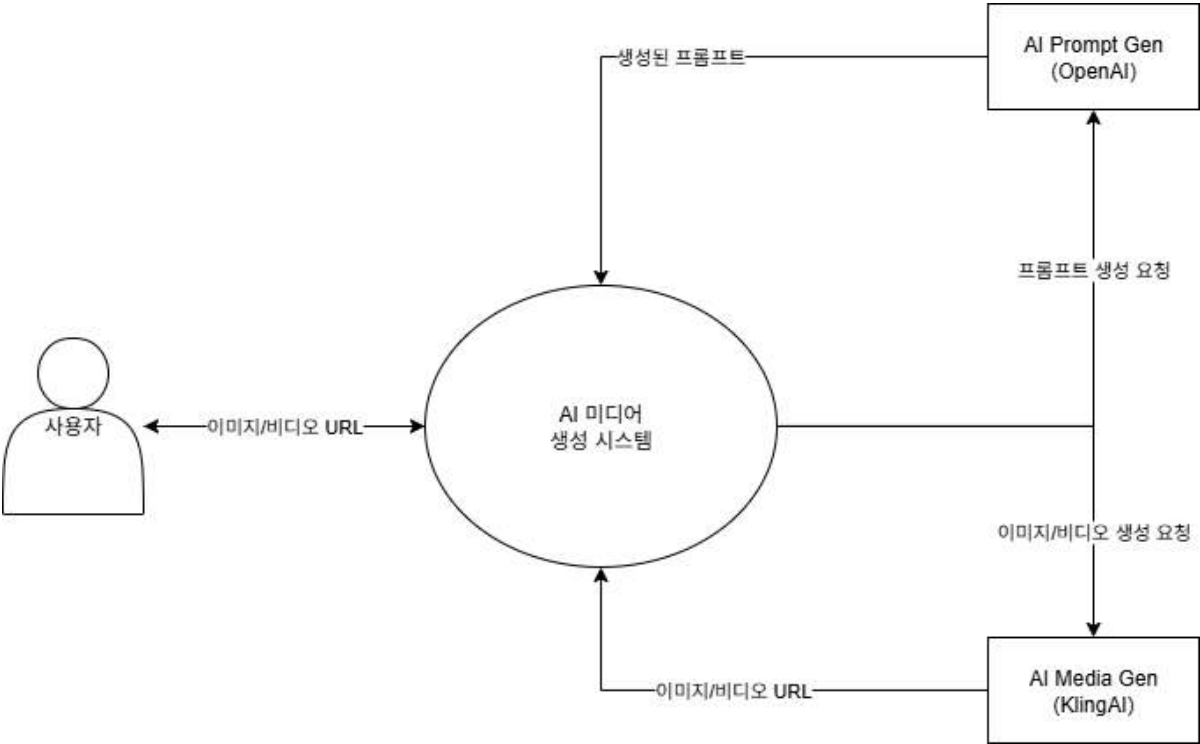 AI Prompt Gen
(OpenAI)
생성된 프롬프트
프롬프트 생성 요청
사용자
이미지/비디오 URL
AI 미디어
생성 시스템
이미지/비디오 생성 요청
이미지/비디오 URL
AI Media Gen
(KlingAI)